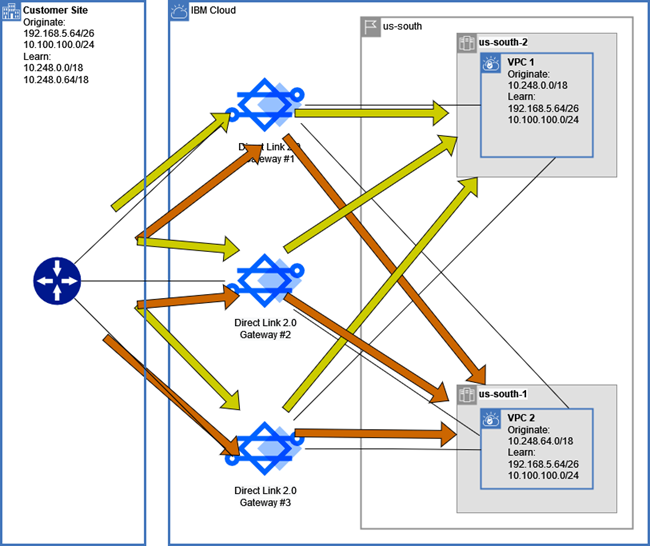 Customer Site
Originate:
192.168.5.64/26
10.100.100.0/24
Learn:
10.248.0.0/18
10.248.0.64/18
IBM Cloud
us-south
us-south-2
VPC 1
Originate:
10.248.0.0/18
Learn:
192.168.5.64/26
10.100.100.0/24
Direct Link 2.0
Gateway #1
Direct Link 2.0
Gateway #2
us-south-1
VPC 2
Originate:
10.248.64.0/18
Learn:
192.168.5.64/26
10.100.100.0/24
Direct Link 2.0
Gateway #3